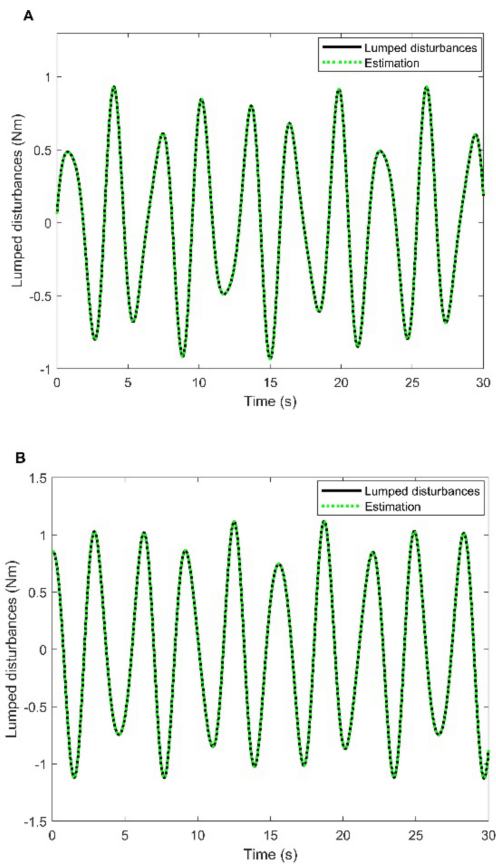 A
Lumped disturbances
Estimation
Lumped disturbances (Nm)
1
0.5
0
-0.5
-1
0 5 10 15 20 25 30
Time (s)
B
Lumped disturbances
Estimation
Lumped disturbances (Nm)
1.5
1
0.5
0
-0.5
-1
-1.5
0 5 10 15 20 25 30
Time (s)